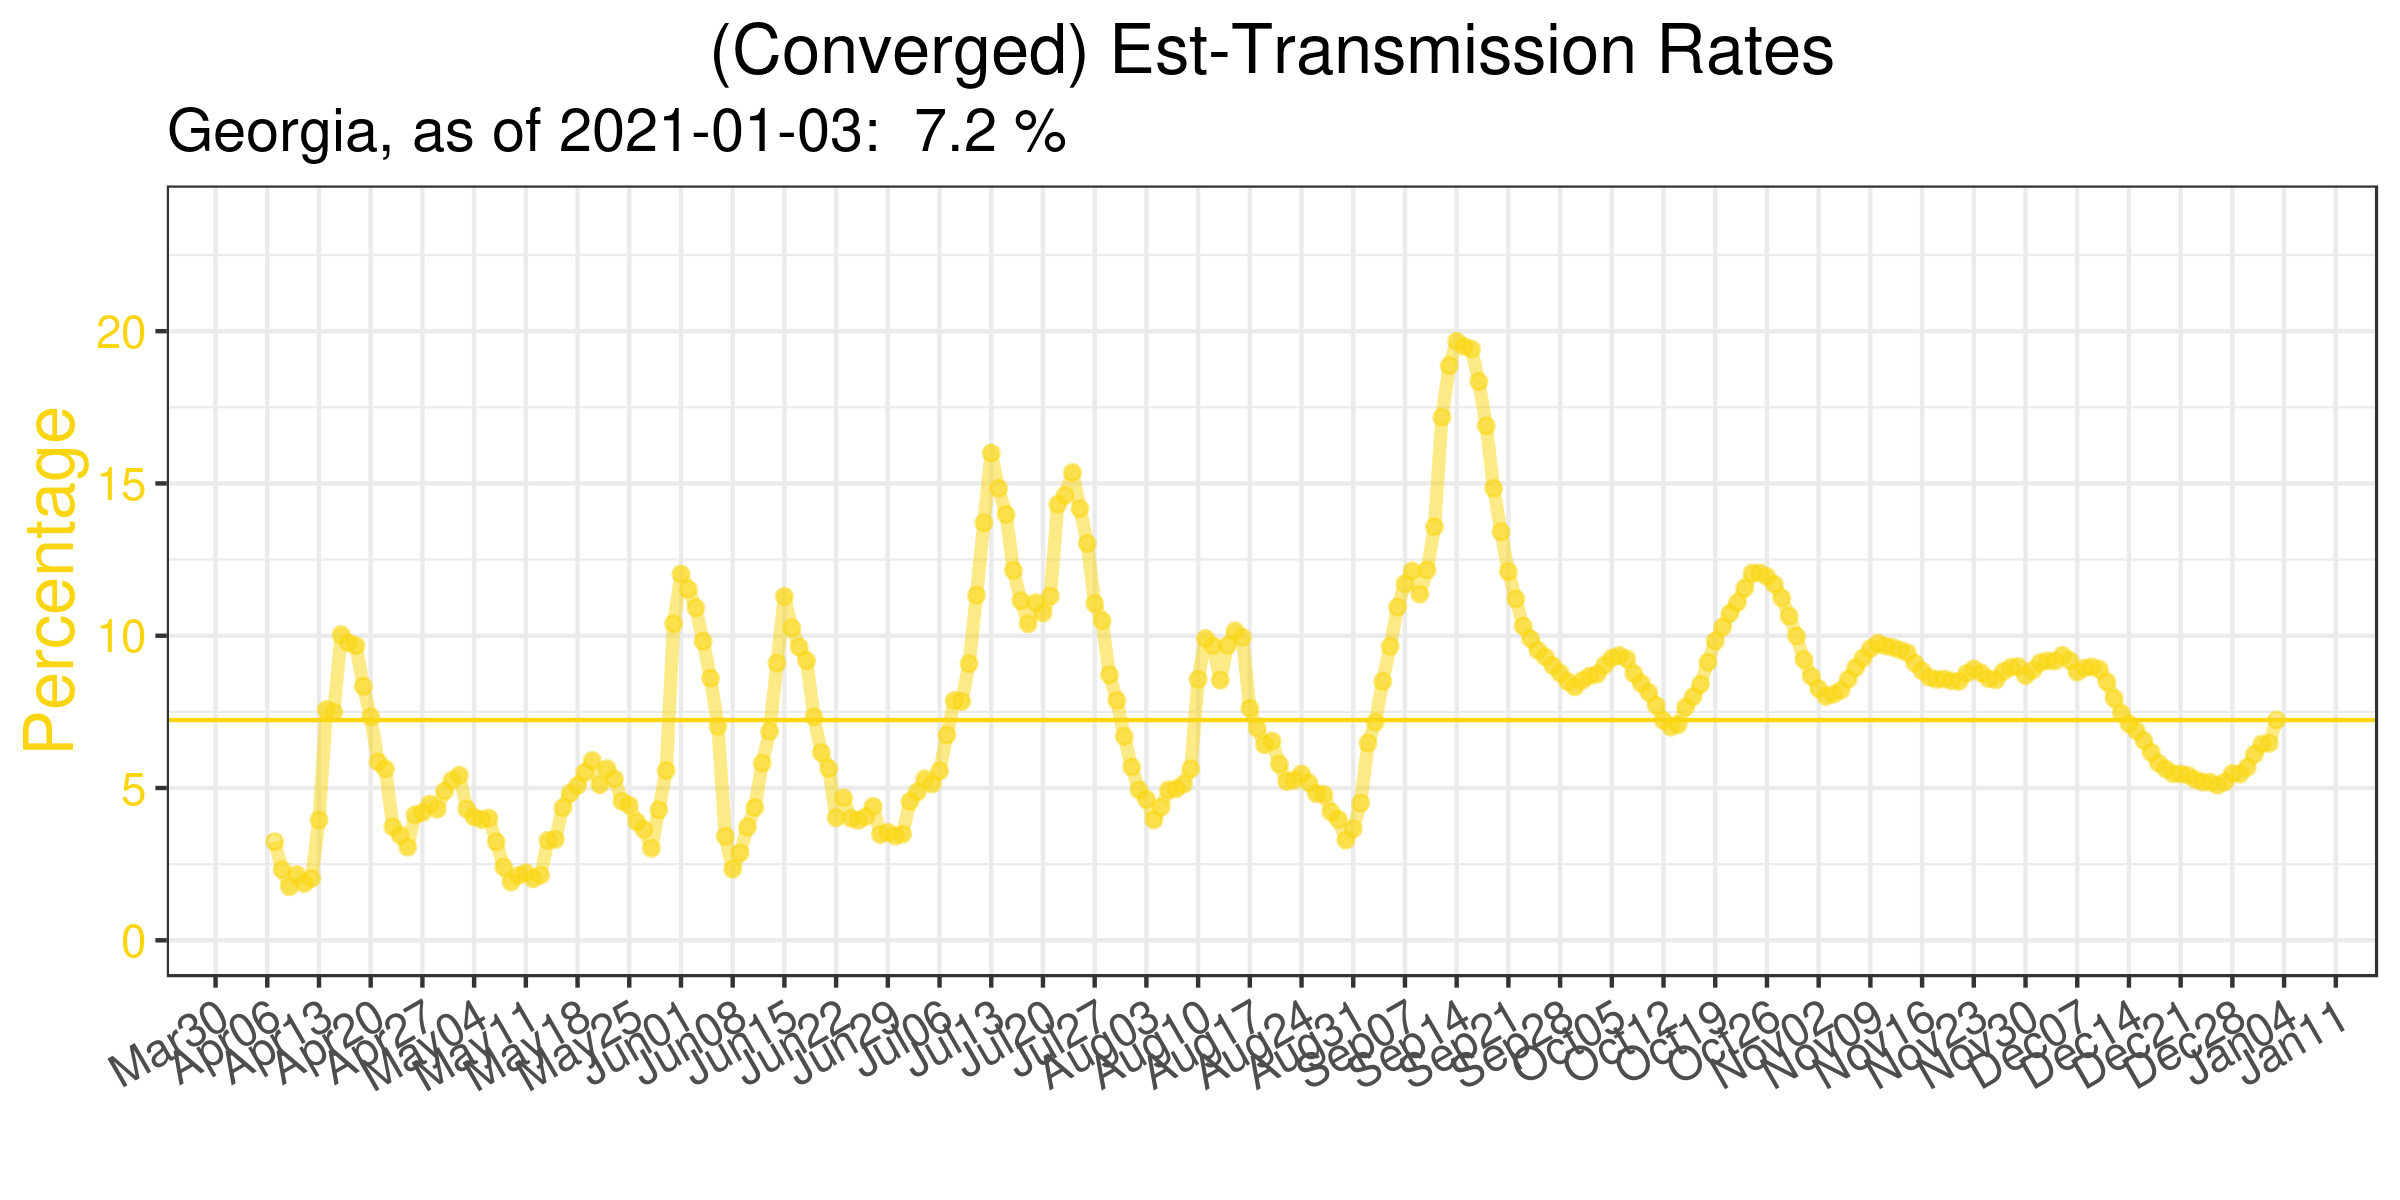 (Converged) Est-Transmission Rates
Georgia, as of 2021-01-03:  7.2 %
Percentage
20
15
10
5
0
Mar30
Apr06
Apr13
Apr20
Apr27
May04
May11
May18
May25
Jun01
Jun08
Jun15
Jun22
Jun29
Jul06
Jul13
Jul20
Jul27
Aug03
Aug10
Aug17
Aug24
Aug31
Sep07
Sep14
Sep21
Sep28
Oct05
Oct12
Oct19
Oct26
Nov02
Nov09
Nov16
Nov23
Nov30
Dec07
Dec14
Dec21
Dec28
Jan04
Jan11